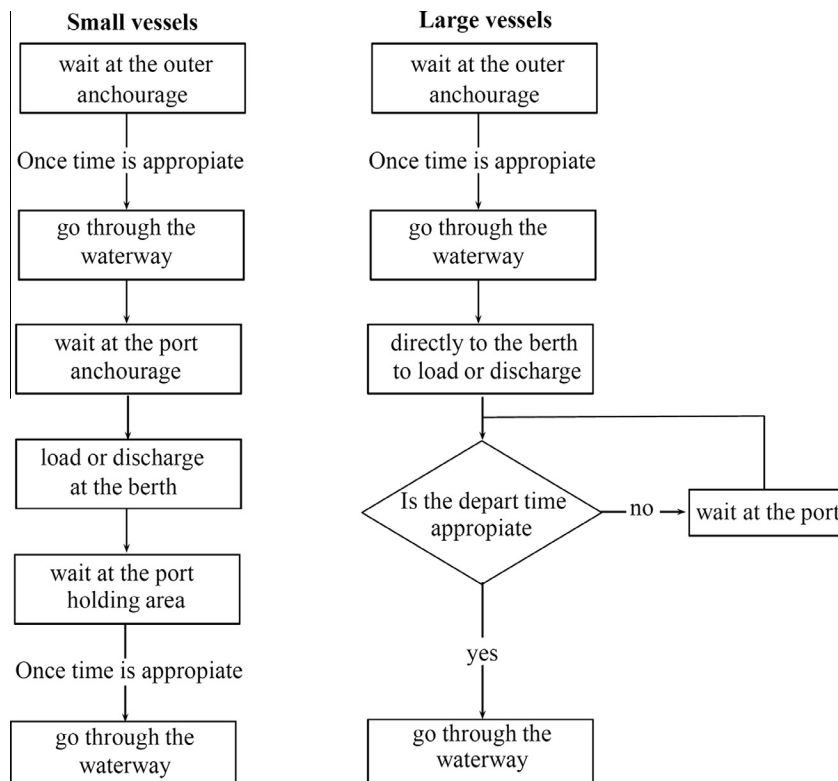 Small vessels
wait at the outer
anchourage
Once time is appropiate
go through the
waterway
wait at the port
anchourage
load or discharge
at the berth
wait at the port
holding area
Once time is appropiate
go through the
waterway
Large vessels
wait at the outer
anchourage
Once time is appropiate
go through the
waterway
directly to the berth
to load or discharge
Is the depart time
appropiate
no
wait at the port
yes
go through the
waterway